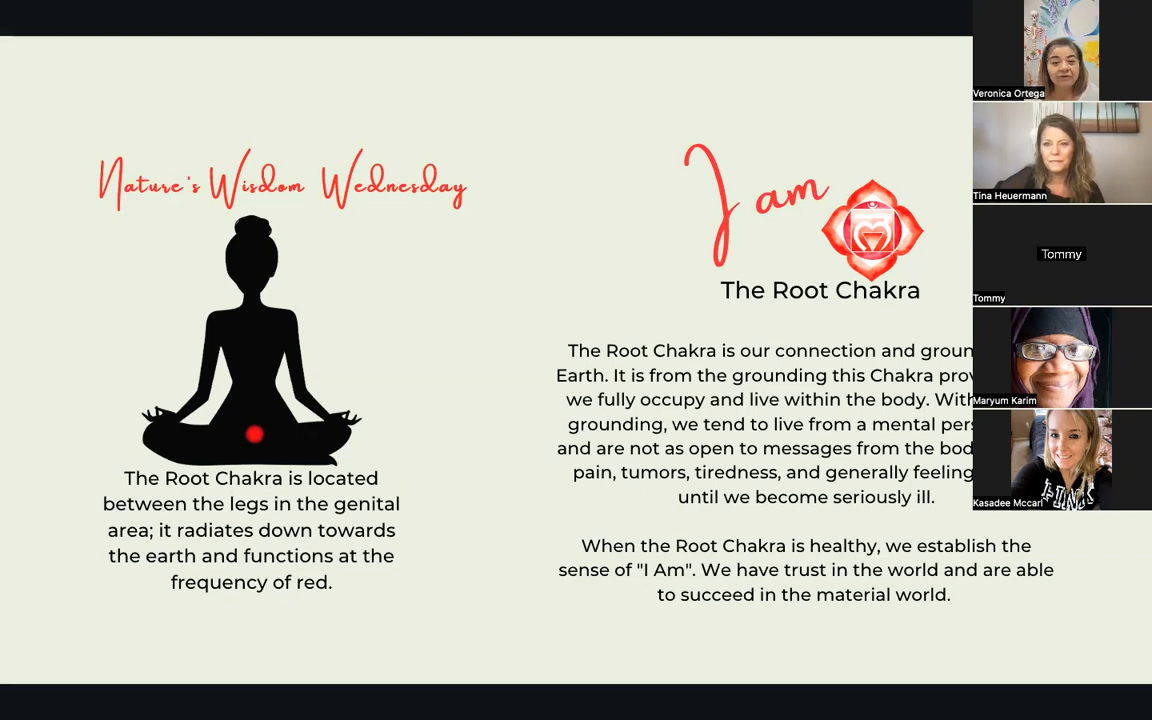 Nature's Wisdom Wednesday
The Root Chakra is located
between the legs in the genital
area; it radiates down towards
the earth and functions at the
frequency of red.
I am
The Root Chakra
The Root Chakra is our connection and groun
Earth. It is from the grounding this Chakra prov
we fully occupy and live within the body. With
grounding, we tend to live from a mental pers
and are not as open to messages from the bod
pain, tumors, tiredness, and generally feeling
until we become seriously ill.
When the Root Chakra is healthy, we establish the
sense of "I Am". We have trust in the world and are able
to succeed in the material world.
Veronica Ortega
Tina Heuermann
Tommy
Tommy
Maryum Karim
Kasadee Mccarl
PINK